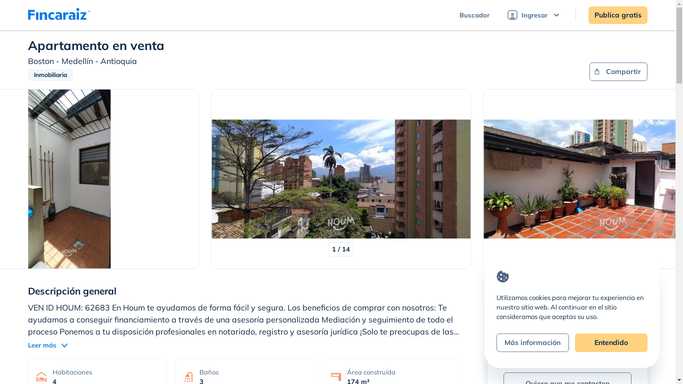 Fincaraiz
Buscador
Ingresar
Publica gratis
Apartamento en venta
Boston - Medellín - Antioquia
Inmobiliaria
Compartir
HOUM
HOUM
1 / 14
Descripción general
VEN ID HOUM: 62683 En Houm te ayudamos de forma fácil y segura. Los beneficios de comprar con nosotros: Te
ayudamos a conseguir financiamiento a través de una asesoría personalizada Mediación y seguimiento de todo el
proceso Ponemos a tu disposición profesionales en notariado, registro y asesoría jurídica ¡Solo te preocupas de las...
Leer más
Habitaciones
4
Baños
3
Área construida
174 m²
Utilizamos cookies para mejorar tu experiencia en
nuestro sitio web. Al continuar en el sitio
consideramos que aceptas su uso.
Más información
Entendido
Quiero que me contacten